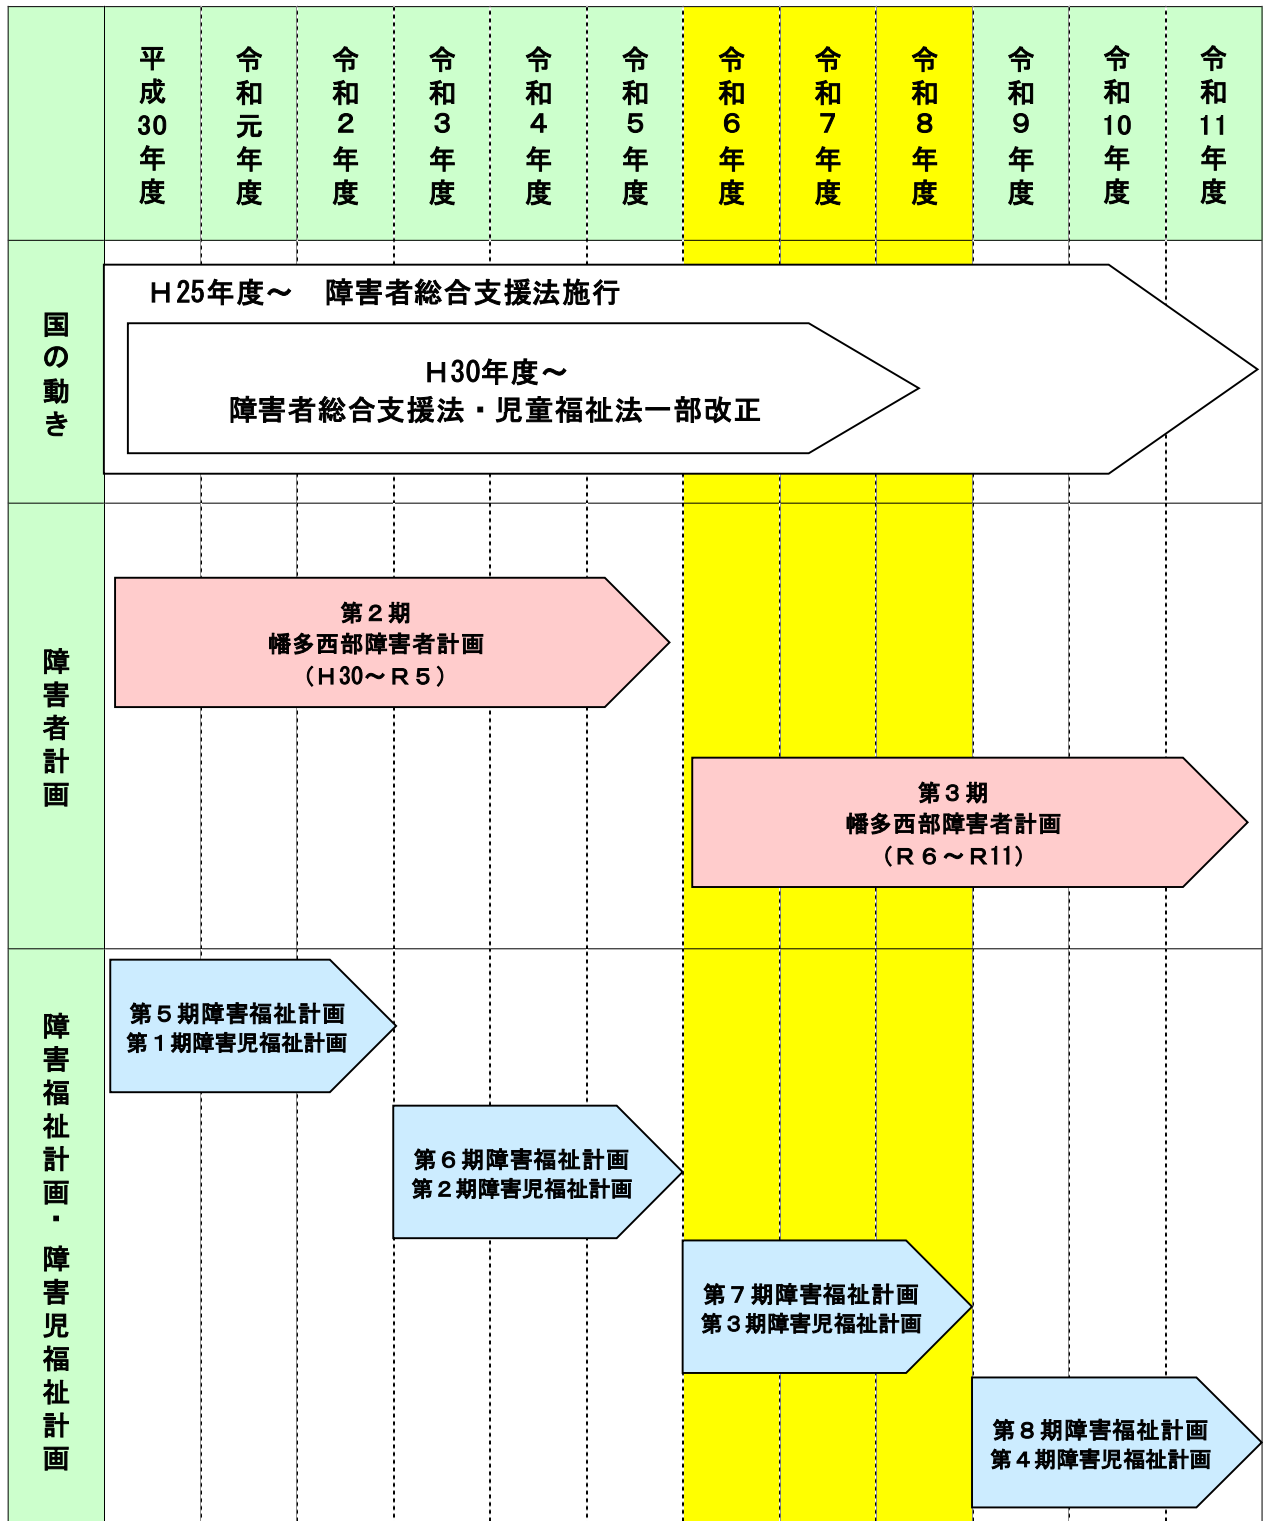 平成30年度
令和元年度
令和２年度
令和３年度
令和４年度
令和５年度
令和６年度
令和７年度
令和８年度
令和９年度
令和10年度
令和11年度
国の動き
Ｈ25年度～　障害者総合支援法施行
Ｈ30年度～
障害者総合支援法・児童福祉法一部改正
障害者計画
第２期
幡多西部障害者計画
（Ｈ30～Ｒ５）
第３期
幡多西部障害者計画
（Ｒ６～Ｒ11）
障害福祉計画・障害児福祉計画
第５期障害福祉計画
第１期障害児福祉計画
第６期障害福祉計画
第２期障害児福祉計画
第７期障害福祉計画
第３期障害児福祉計画
第８期障害福祉計画
第４期障害児福祉計画